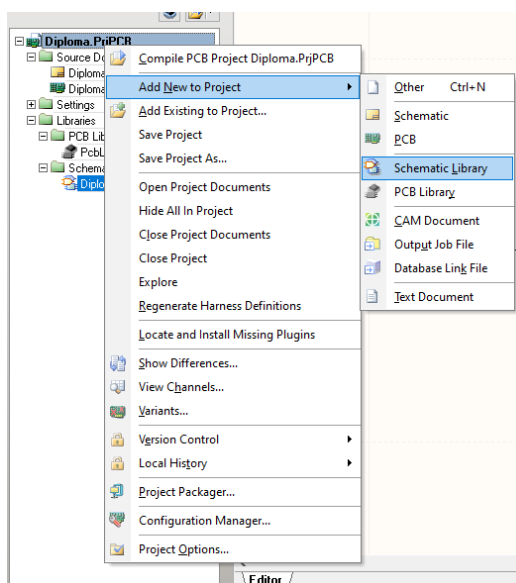 Diploma.PrjPCB
Source Do
Diploma
Diploma
Settings
Libraries
PCB Lib
PcbL
Schema
Diplo
Compile PCB Project Diploma.PrjPCB
Add New to Project
Add Existing to Project...
Save Project
Save Project As...
Open Project Documents
Hide All In Project
Close Project Documents
Close Project
Explore
Regenerate Harness Definitions
Locate and Install Missing Plugins
Show Differences...
View Channels...
Variants...
Version Control
Local History
Project Packager...
Configuration Manager...
Project Options...
Other Ctrl+N
Schematic
PCB
Schematic Library
PCB Library
CAM Document
Output Job File
Database Link File
Text Document
Editor